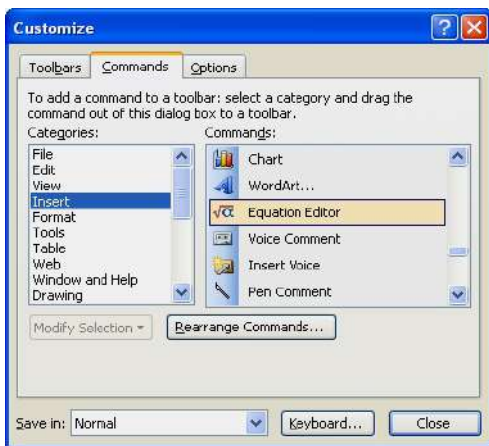 Customize
Toolbars Commands Options
To add a command to a toolbar: select a category and drag the
command out of this dialog box to a toolbar.
Categories:
File
Edit
View
Insert
Format
Tools
Table
Web
Window and Help
Drawing
Commands:
Chart
WordArt...
√α Equation Editor
Voice Comment
Insert Voice
Pen Comment
Modify Selection
Rearrange Commands...
Save in: Normal
Keyboard...
Close